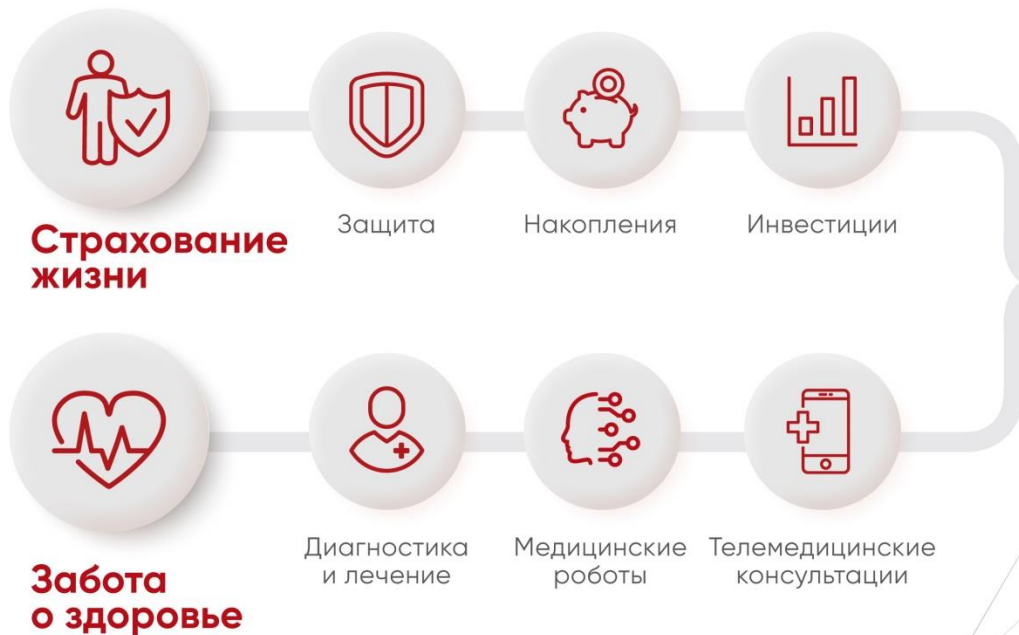 Страхование
жизни
Защита
Накопления
Инвестиции
Забота
о здоровье
Диагностика
и лечение
Медицинские
роботы
Телемедицинские
консультации